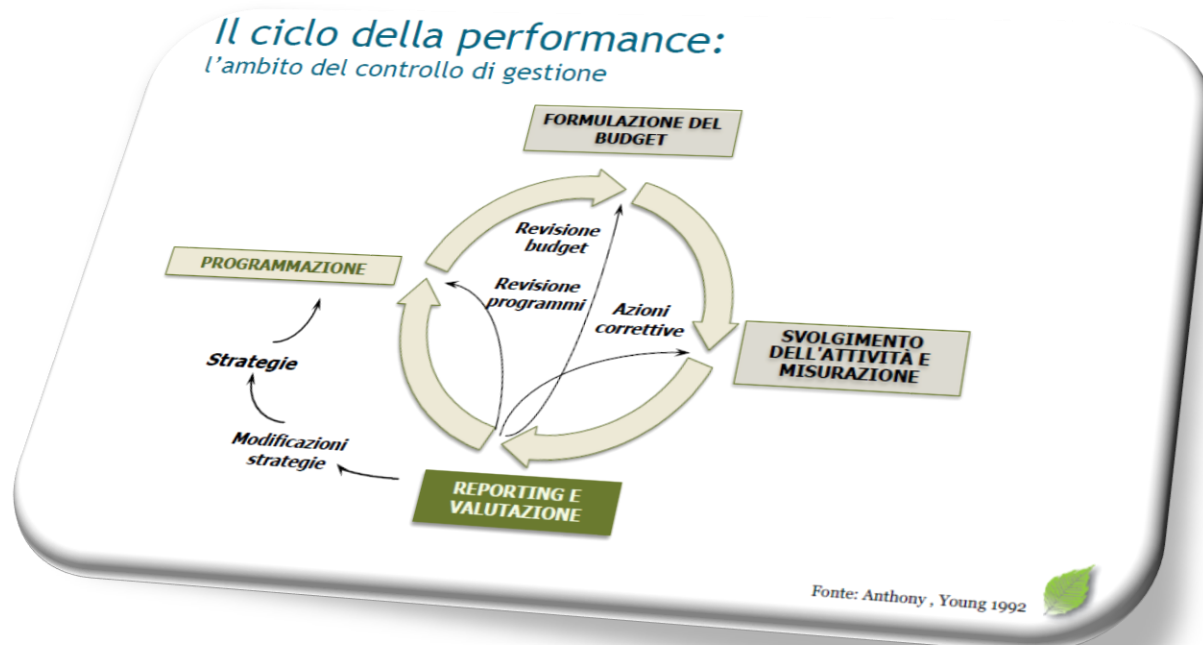 Il ciclo della performance:
l'ambito del controllo di gestione
FORMULAZIONE DEL
BUDGET
Revisione
budget
PROGRAMMAZIONE
Revisione
programmi
Azioni
correttive
SVOLGIMENTO
DELL'ATTIVITÀ E
MISURAZIONE
Strategie
Modificazioni
strategie
REPORTING E
VALUTAZIONE
Fonte: Anthony , Young 1992